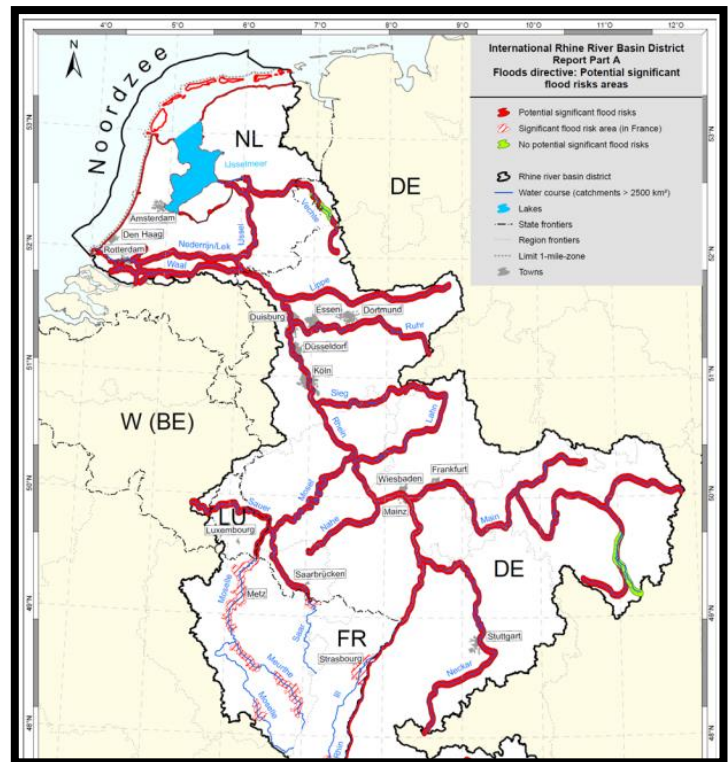 4°0
5°0
6°0
7°0
8°0
9°0
10°0
11°0
12°0
N
International Rhine River Basin District
Report Part A
Floods directive: Potential significant
flood risks areas
Potential significant flood risks
Significant flood risk area (in France)
No potential significant flood risks
Rhine river basin district
Water course (catchments > 2500 km²)
Lakes
State frontiers
Region frontiers
Limit 1-mile-zone
Towns
Noordzee
NL
DE
IJsselmeer
Vechte
Amsterdam
Den Haag
IJssel
Rotterdam
Nederrijn/Lek
Waal
Lippe
Duisburg
Essen
Dortmund
Ruhr
Düsseldorf
Köln
W (BE)
Sieg
Rhein
Lahn
Wiesbaden
Frankfurt
Mosel
Sauer
Mainz
Main
LU
Nahe
Luxembourg
DE
Saarbrücken
Moselle
Metz
Saar
FR
Stuttgart
Strasbourg
Meurthe
Neckar
Moselle
Ill
Rhin